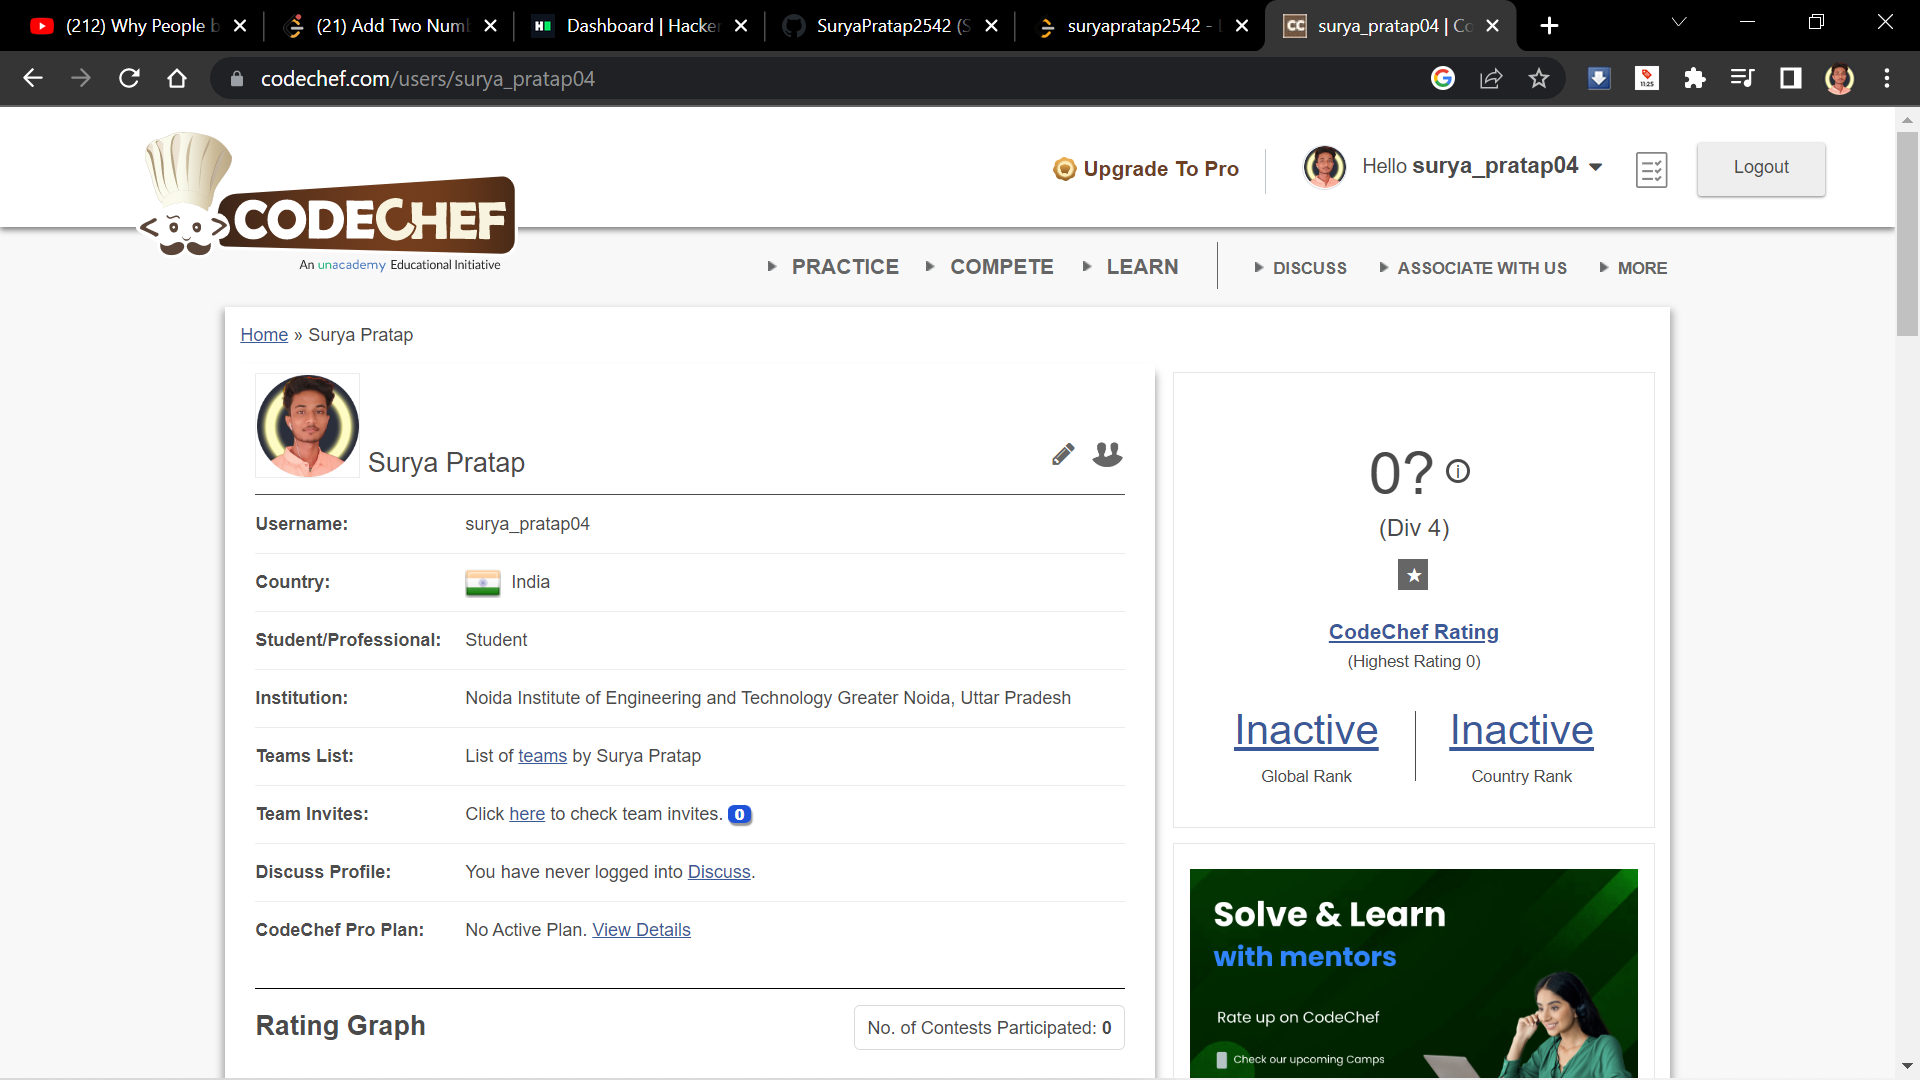 (212) Why People b
(21) Add Two Numb
H
Dashboard | Hacker
SuryaPratap2542 (S
suryapratap2542 - L
CC
surya_pratap04 | Co
codechef.com/users/surya_pratap04
11:25
CODECHEF
An unacademy Educational Initiative
Upgrade To Pro
Hello surya_pratap04
Logout
PRACTICE
COMPETE
LEARN
DISCUSS
ASSOCIATE WITH US
MORE
Home » Surya Pratap
Surya Pratap
Username: surya_pratap04
Country: India
Student/Professional: Student
Institution: Noida Institute of Engineering and Technology Greater Noida, Uttar Pradesh
Teams List: List of teams by Surya Pratap
Team Invites: Click here to check team invites. 0
Discuss Profile: You have never logged into Discuss.
CodeChef Pro Plan: No Active Plan. View Details
Rating Graph
No. of Contests Participated: 0
0?
(Div 4)
CodeChef Rating
(Highest Rating 0)
Inactive
Global Rank
Inactive
Country Rank
Solve & Learn
with mentors
Rate up on CodeChef
Check our upcoming Camps